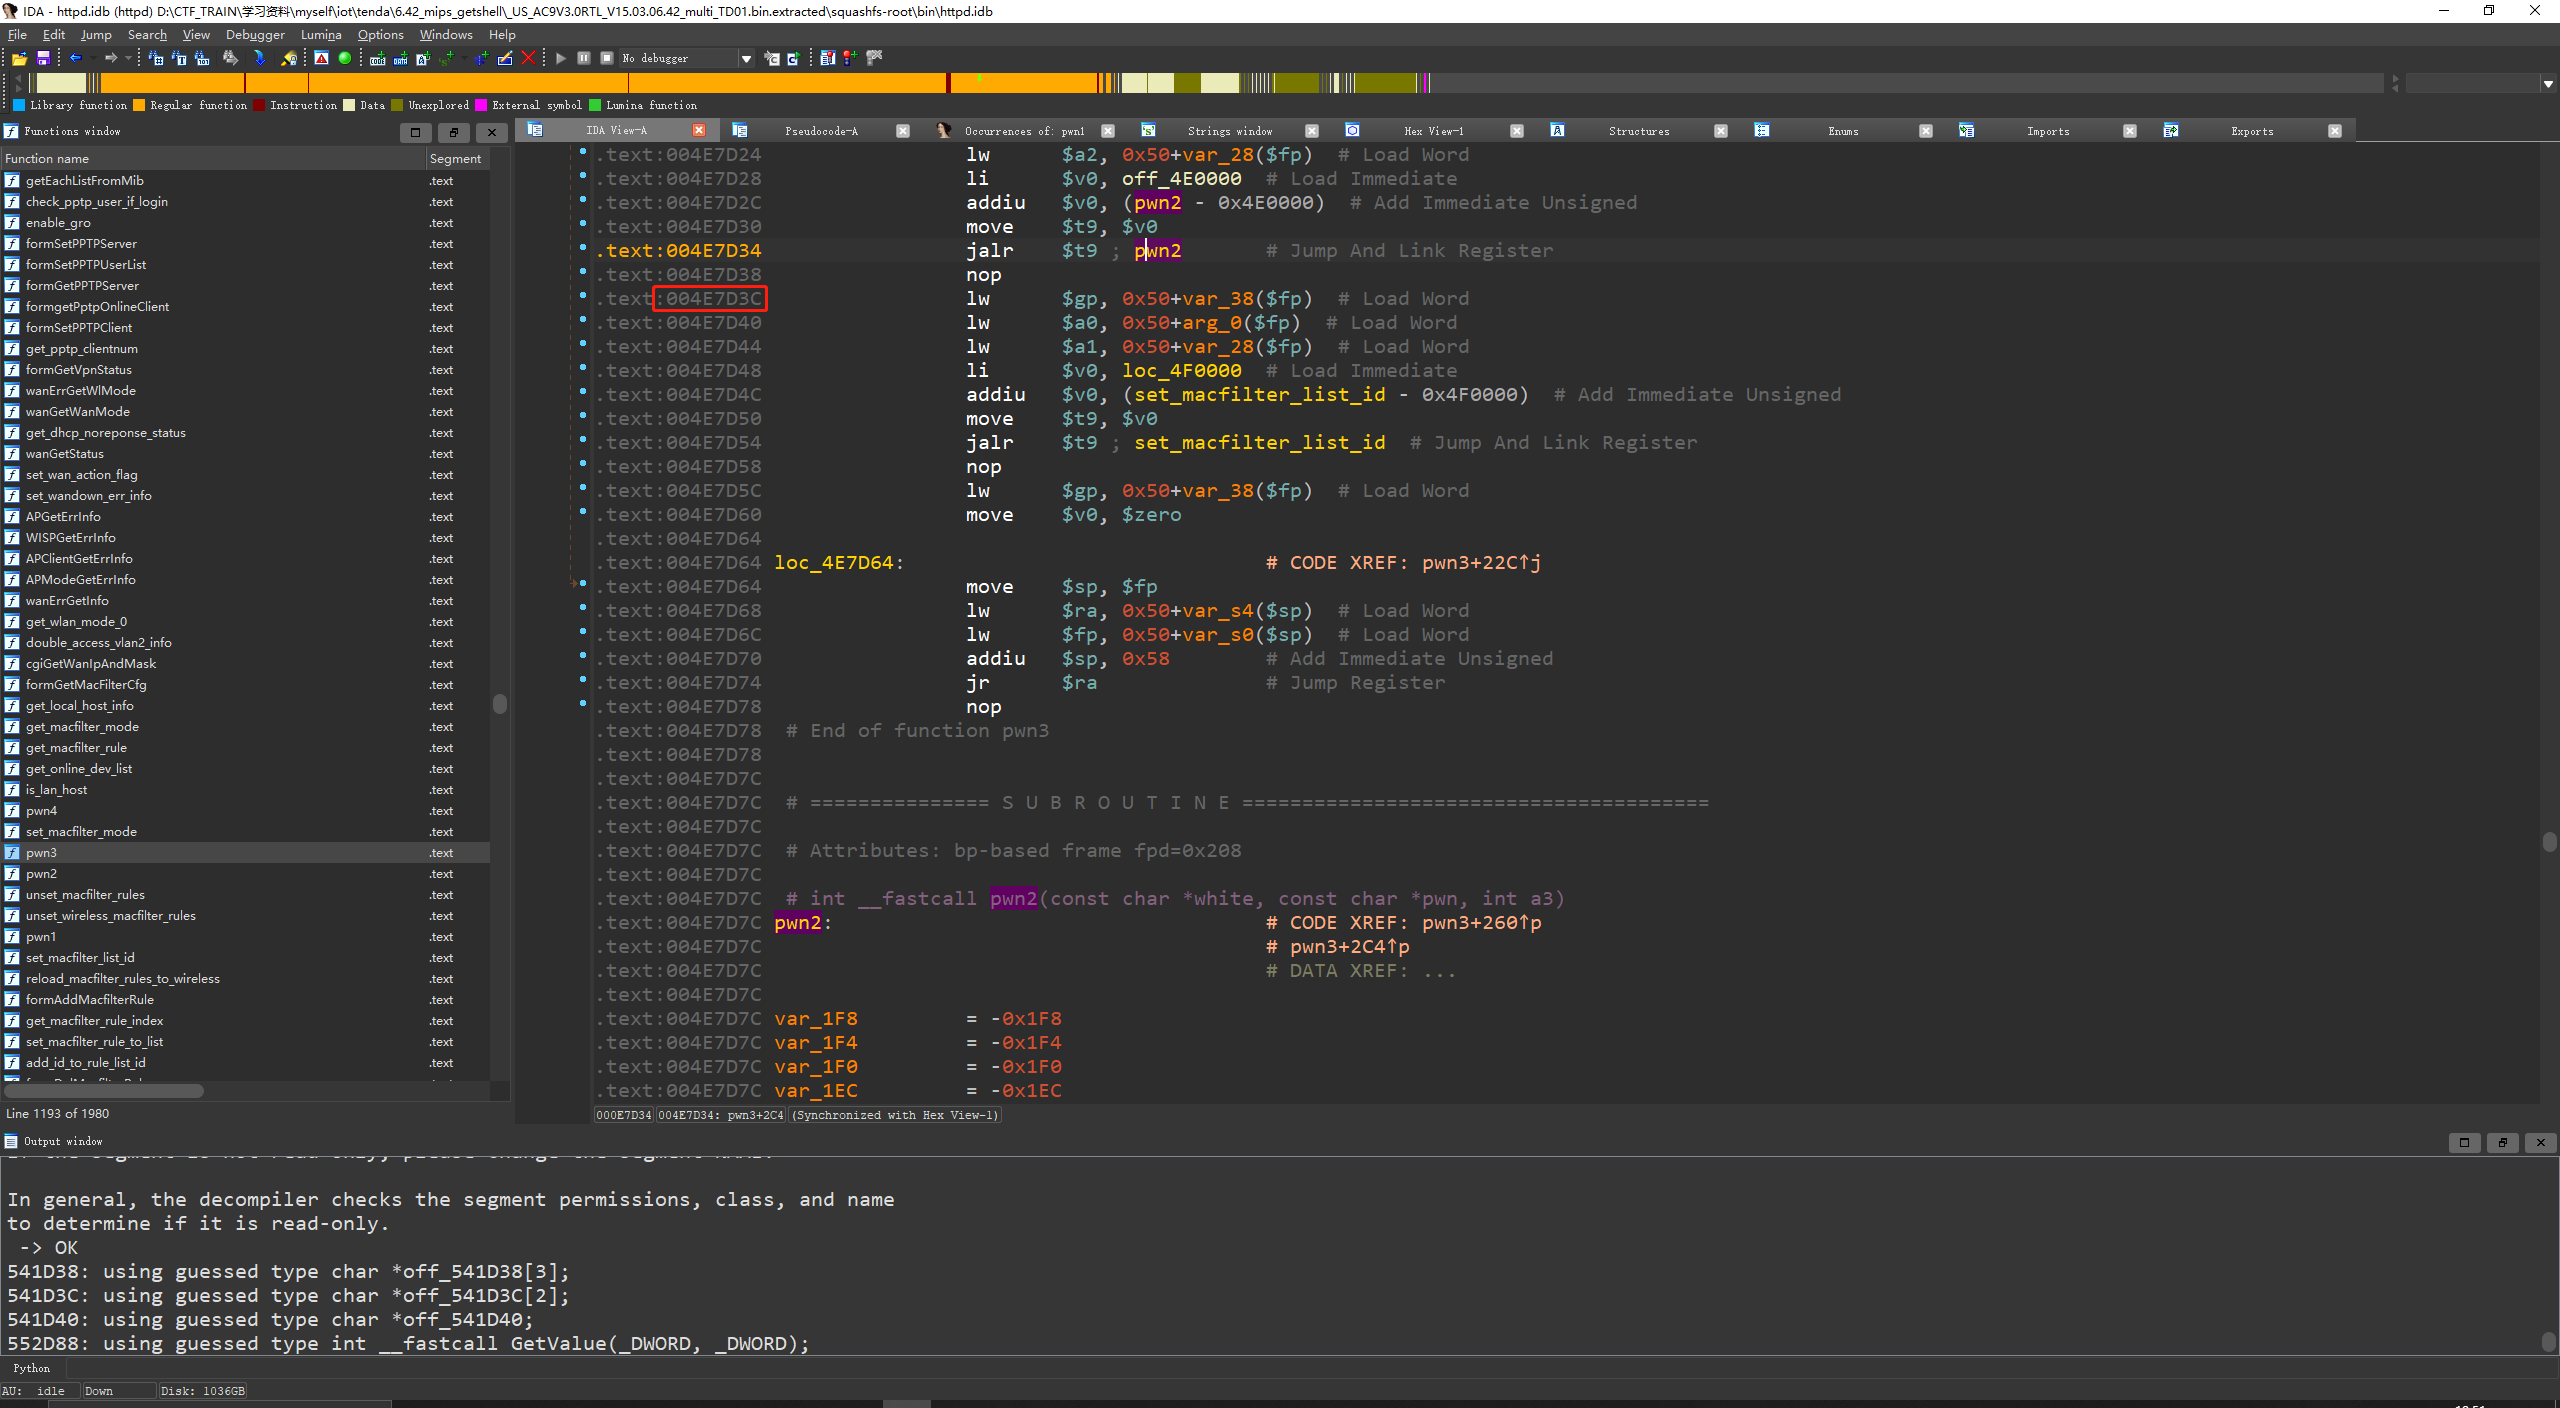 IDA - httpd.idb (httpd) D:\CTF_TRAIN\学习资料\myself\iot\tenda\6.42_mips_getshell\_US_AC9V3.0RTL_V15.03.06.42_multi_TD01.bin.extracted\squashfs-root\bin\httpd.idb
File Edit Jump Search View Debugger Lumina Options Windows Help
No debugger
Library function Regular function Instruction Data Unexplored External symbol Lumina function
Functions window
Function name Segment
getEachListFromMib .text
check_pptp_user_if_login .text
enable_gro .text
formSetPPTPServer .text
formSetPPTPUserList .text
formGetPPTPServer .text
formgetPptpOnlineClient .text
formSetPPTPClient .text
get_pptp_clientnum .text
formGetVpnStatus .text
wanErrGetWlMode .text
wanGetWanMode .text
get_dhcp_noreponse_status .text
wanGetStatus .text
set_wan_action_flag .text
set_wandown_err_info .text
APGetErrInfo .text
WISPGetErrInfo .text
APClientGetErrInfo .text
APModeGetErrInfo .text
wanErrGetInfo .text
get_wlan_mode_0 .text
double_access_vlan2_info .text
cgiGetWanIpAndMask .text
formGetMacFilterCfg .text
get_local_host_info .text
get_macfilter_mode .text
get_macfilter_rule .text
get_online_dev_list .text
is_lan_host .text
pwn4 .text
set_macfilter_mode .text
pwn3 .text
pwn2 .text
unset_macfilter_rules .text
unset_wireless_macfilter_rules .text
pwn1 .text
set_macfilter_list_id .text
reload_macfilter_rules_to_wireless .text
formAddMacfilterRule .text
get_macfilter_rule_index .text
set_macfilter_rule_to_list .text
add_id_to_rule_list_id .text
Line 1193 of 1980
IDA View-A Pseudocode-A Occurrences of: pwn1 Strings window Hex View-1 Structures Enums Imports Exports
.text:004E7D24 lw $a2, 0x50+var_28($fp) # Load Word
.text:004E7D28 li $v0, off_4E0000 # Load Immediate
.text:004E7D2C addiu $v0, (pwn2 - 0x4E0000) # Add Immediate Unsigned
.text:004E7D30 move $t9, $v0
.text:004E7D34 jalr $t9 ; pwn2 # Jump And Link Register
.text:004E7D38 nop
.text:004E7D3C lw $gp, 0x50+var_38($fp) # Load Word
.text:004E7D40 lw $a0, 0x50+arg_0($fp) # Load Word
.text:004E7D44 lw $a1, 0x50+var_28($fp) # Load Word
.text:004E7D48 li $v0, loc_4F0000 # Load Immediate
.text:004E7D4C addiu $v0, (set_macfilter_list_id - 0x4F0000) # Add Immediate Unsigned
.text:004E7D50 move $t9, $v0
.text:004E7D54 jalr $t9 ; set_macfilter_list_id # Jump And Link Register
.text:004E7D58 nop
.text:004E7D5C lw $gp, 0x50+var_38($fp) # Load Word
.text:004E7D60 move $v0, $zero
.text:004E7D64
.text:004E7D64 loc_4E7D64: # CODE XREF: pwn3+22C↑j
.text:004E7D64 move $sp, $fp
.text:004E7D68 lw $ra, 0x50+var_s4($sp) # Load Word
.text:004E7D6C lw $fp, 0x50+var_s0($sp) # Load Word
.text:004E7D70 addiu $sp, 0x58 # Add Immediate Unsigned
.text:004E7D74 jr $ra # Jump Register
.text:004E7D78 nop
.text:004E7D78 # End of function pwn3
.text:004E7D78
.text:004E7D7C
.text:004E7D7C # =============== S U B R O U T I N E =======================================
.text:004E7D7C
.text:004E7D7C # Attributes: bp-based frame fpd=0x208
.text:004E7D7C
.text:004E7D7C # int __fastcall pwn2(const char *white, const char *pwn, int a3)
.text:004E7D7C pwn2: # CODE XREF: pwn3+260↑p
.text:004E7D7C # pwn3+2C4↑p
.text:004E7D7C # DATA XREF: ...
.text:004E7D7C
.text:004E7D7C var_1F8 = -0x1F8
.text:004E7D7C var_1F4 = -0x1F4
.text:004E7D7C var_1F0 = -0x1F0
.text:004E7D7C var_1EC = -0x1EC
000E7D34 004E7D34: pwn3+2C4 (Synchronized with Hex View-1)
Output window
In general, the decompiler checks the segment permissions, class, and name
to determine if it is read-only.
-> OK
541D38: using guessed type char *off_541D38[3];
541D3C: using guessed type char *off_541D3C[2];
541D40: using guessed type char *off_541D40;
552D88: using guessed type int __fastcall GetValue(_DWORD, _DWORD);
Python
AU: idle Down Disk: 1036GB